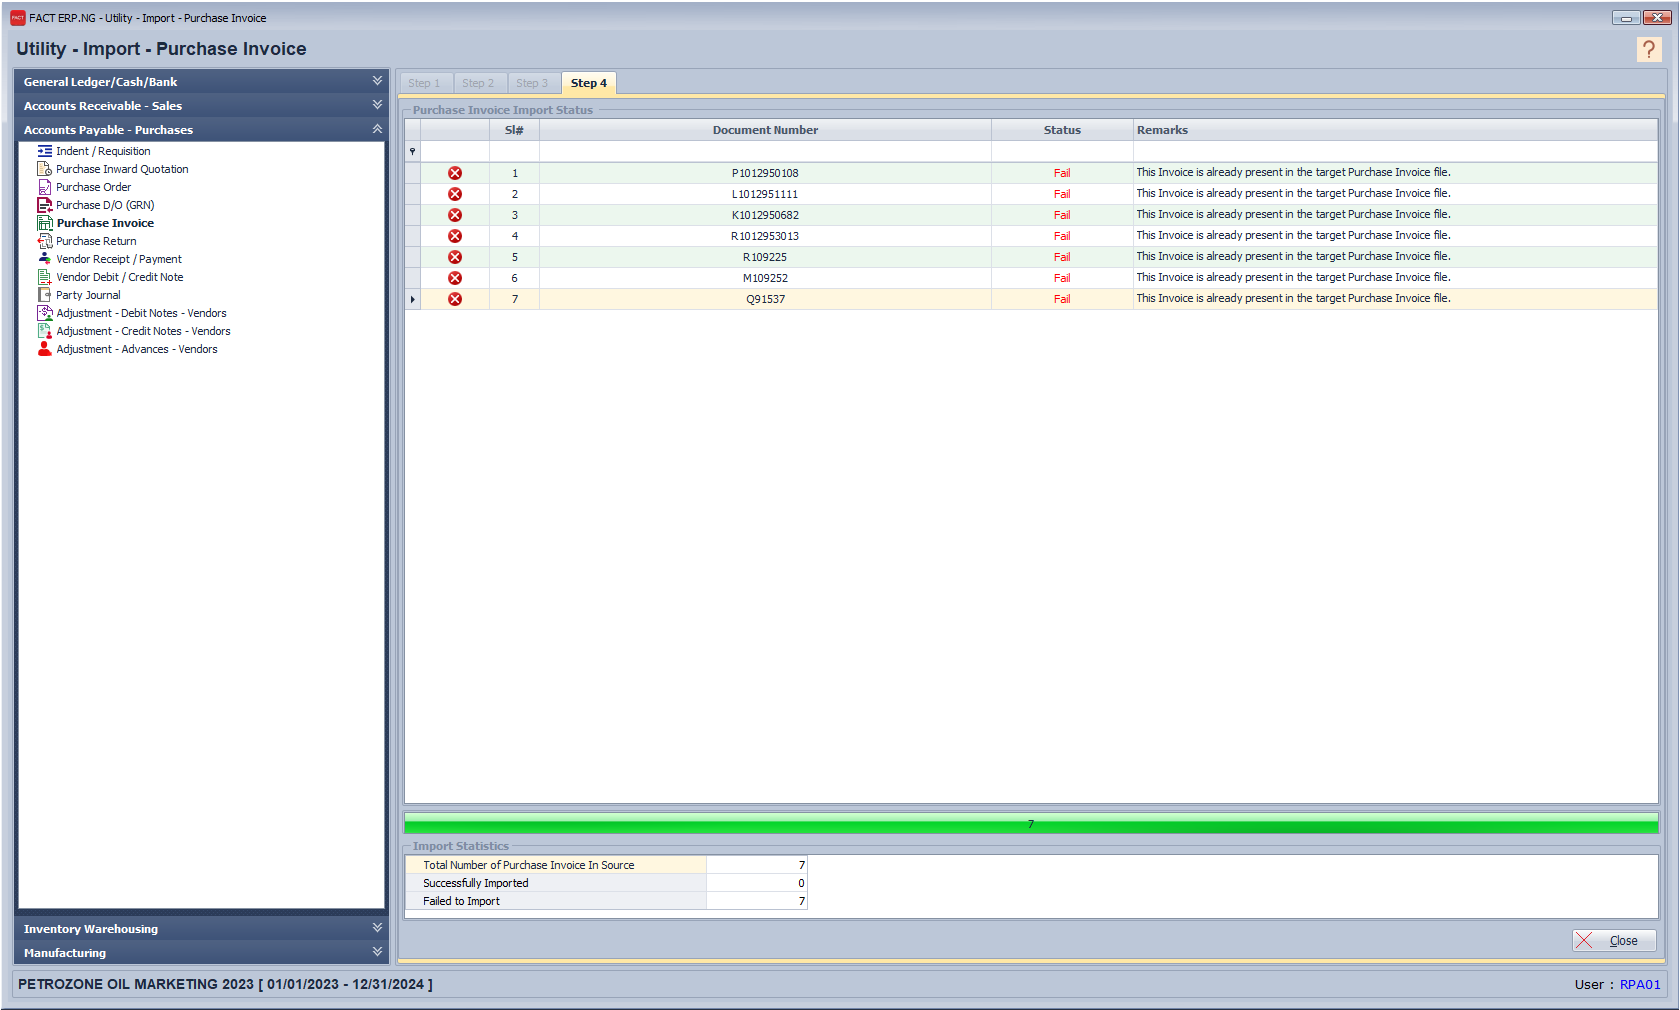 FACT FACT ERP.NG - Utility - Import - Purchase Invoice
Utility - Import - Purchase Invoice
?
General Ledger/Cash/Bank
Accounts Receivable - Sales
Accounts Payable - Purchases
Indent / Requisition
Purchase Inward Quotation
Purchase Order
Purchase D/O (GRN)
Purchase Invoice
Purchase Return
Vendor Receipt / Payment
Vendor Debit / Credit Note
Party Journal
Adjustment - Debit Notes - Vendors
Adjustment - Credit Notes - Vendors
Adjustment - Advances - Vendors
Inventory Warehousing
Manufacturing
Step 1 Step 2 Step 3 Step 4
Purchase Invoice Import Status
Sl# Document Number Status Remarks
1 P1012950108 Fail This Invoice is already present in the target Purchase Invoice file.
2 L1012951111 Fail This Invoice is already present in the target Purchase Invoice file.
3 K1012950682 Fail This Invoice is already present in the target Purchase Invoice file.
4 R1012953013 Fail This Invoice is already present in the target Purchase Invoice file.
5 R109225 Fail This Invoice is already present in the target Purchase Invoice file.
6 M109252 Fail This Invoice is already present in the target Purchase Invoice file.
7 Q91537 Fail This Invoice is already present in the target Purchase Invoice file.
7
Import Statistics
Total Number of Purchase Invoice In Source 7
Successfully Imported 0
Failed to Import 7
Close
PETROZONE OIL MARKETING 2023 [ 01/01/2023 - 12/31/2024 ]
User : RPA01